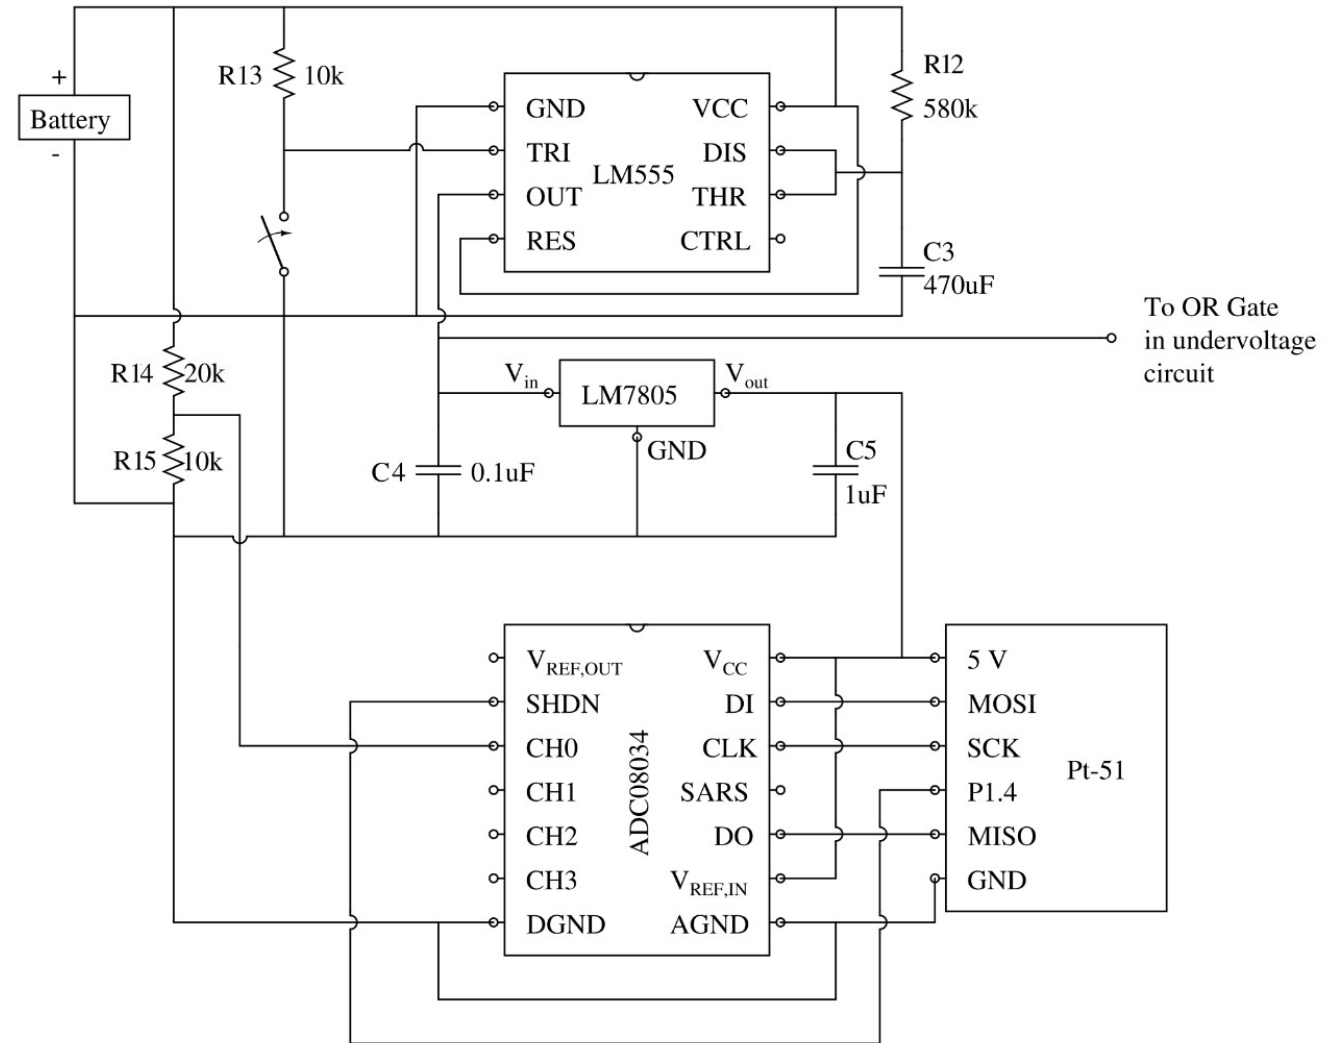 +
Battery
-
R13 10k
R12
580k
GND VCC
TRI DIS
LM555
OUT THR
RES CTRL
C3
470uF
To OR Gate
in undervoltage
circuit
R14 20k
R15 10k
Vin LM7805 Vout
GND
C4 0.1uF
C5
1uF
VREF,OUT VCC
SHDN DI
CH0 CLK
CH1 SARS
CH2 DO
CH3 VREF,IN
DGND AGND
ADC08034
5 V
MOSI
SCK
Pt-51
P1.4
MISO
GND